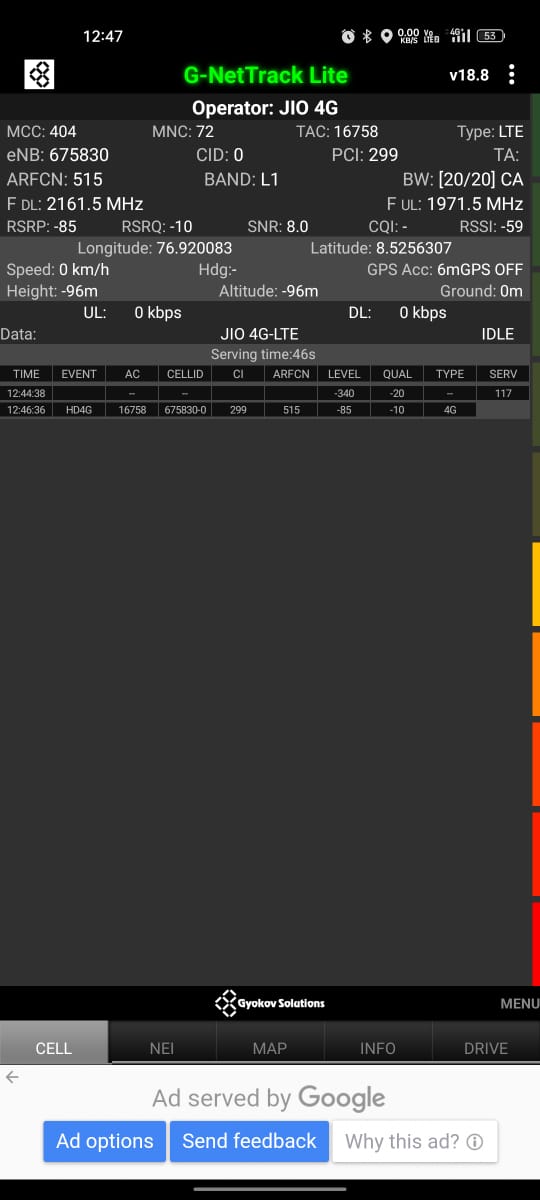 12:47 0.00 KB/S Vo LTE 2 4G+ 53
G-NetTrack Lite v18.8
Operator: JIO 4G
MCC: 404 MNC: 72 TAC: 16758 Type: LTE
eNB: 675830 CID: 0 PCI: 299 TA:
ARFCN: 515 BAND: L1 BW: [20/20] CA
F DL: 2161.5 MHz F UL: 1971.5 MHz
RSRP: -85 RSRQ: -10 SNR: 8.0 CQI: - RSSI: -59
Longitude: 76.920083 Latitude: 8.5256307
Speed: 0 km/h Hdg:- GPS Acc: 6mGPS OFF
Height: -96m Altitude: -96m Ground: 0m
UL: 0 kbps DL: 0 kbps
Data: JIO 4G-LTE IDLE
Serving time:46s
TIME EVENT AC CELLID CI ARFCN LEVEL QUAL TYPE SERV
12:44:38 -- -- -340 -20 -- 117
12:46:36 HD4G 16758 675830-0 299 515 -85 -10 4G
Gyokov Solutions MENU
CELL NEI MAP INFO DRIVE
Ad served by Google
Ad options Send feedback Why this ad?